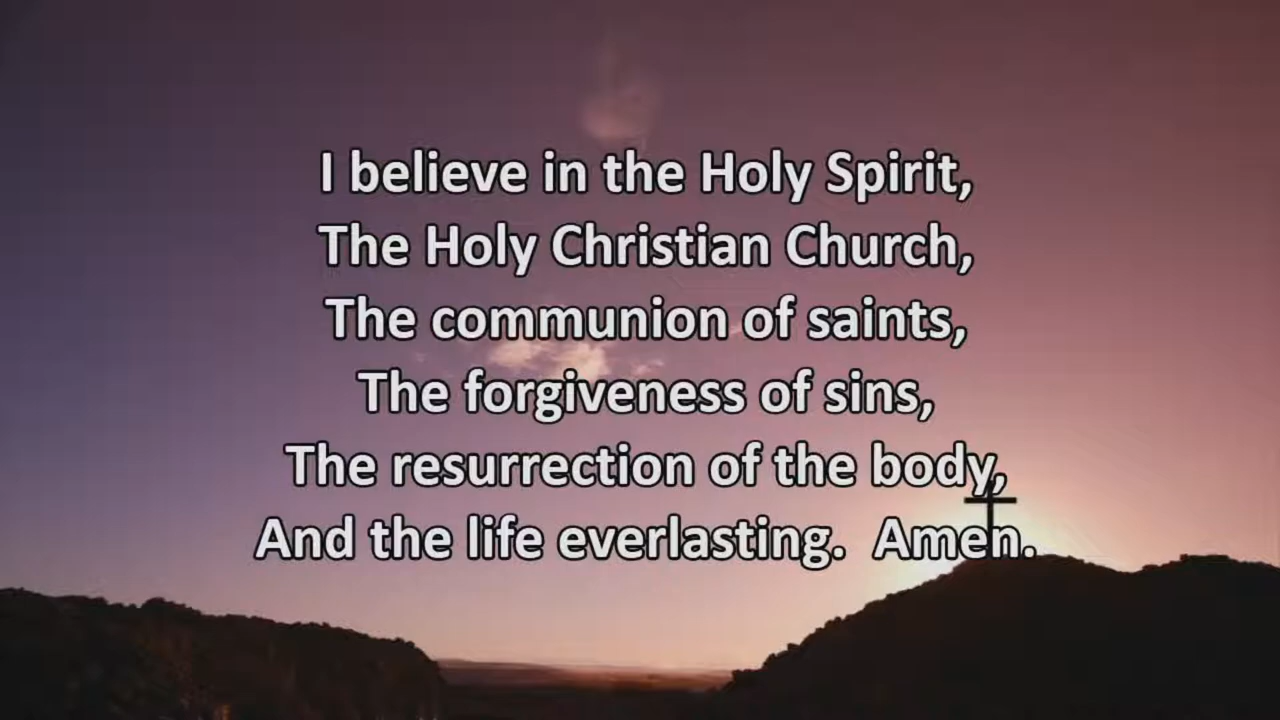 I believe in the Holy Spirit,
The Holy Christian Church,
The communion of saints,
The forgiveness of sins,
The resurrection of the body,
And the life everlasting.  Amen.